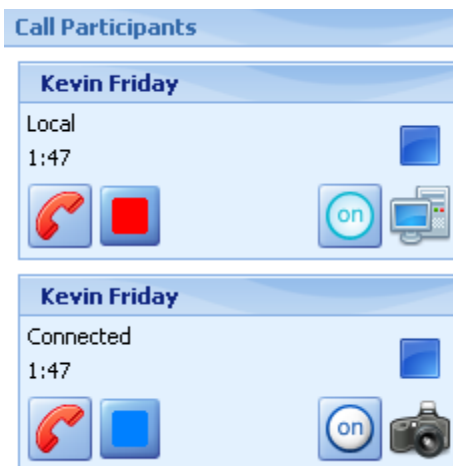 Call Participants
Kevin Friday
Local
1:47
on
Kevin Friday
Connected
1:47
on